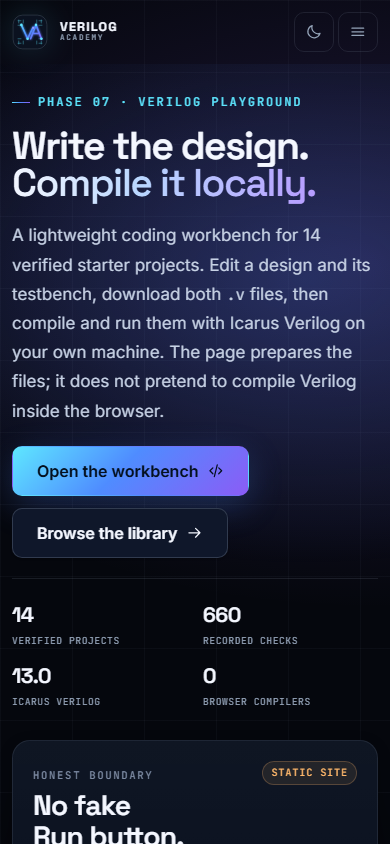 VERILOG
ACADEMY
PHASE 07 · VERILOG PLAYGROUND
Write the design.
Compile it locally.
A lightweight coding workbench for 14
verified starter projects. Edit a design and its
testbench, download both .v files, then
compile and run them with Icarus Verilog on
your own machine. The page prepares the
files; it does not pretend to compile Verilog
inside the browser.
Open the workbench </>
Browse the library →
14
VERIFIED PROJECTS
660
RECORDED CHECKS
13.0
ICARUS VERILOG
0
BROWSER COMPILERS
HONEST BOUNDARY
STATIC SITE
No fake
Run button.